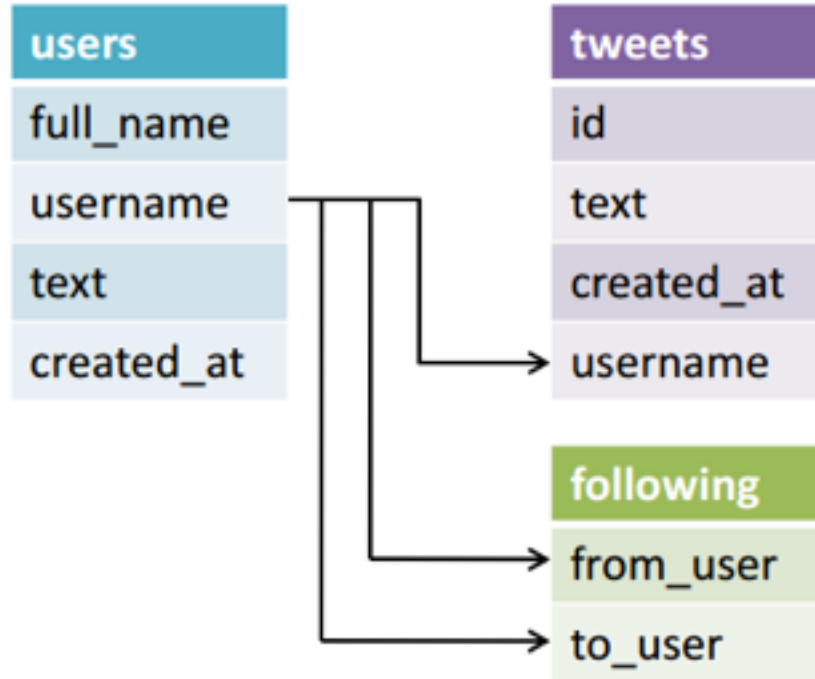 users
full_name
username
text
created_at
tweets
id
text
created_at
username
following
from_user
to_user